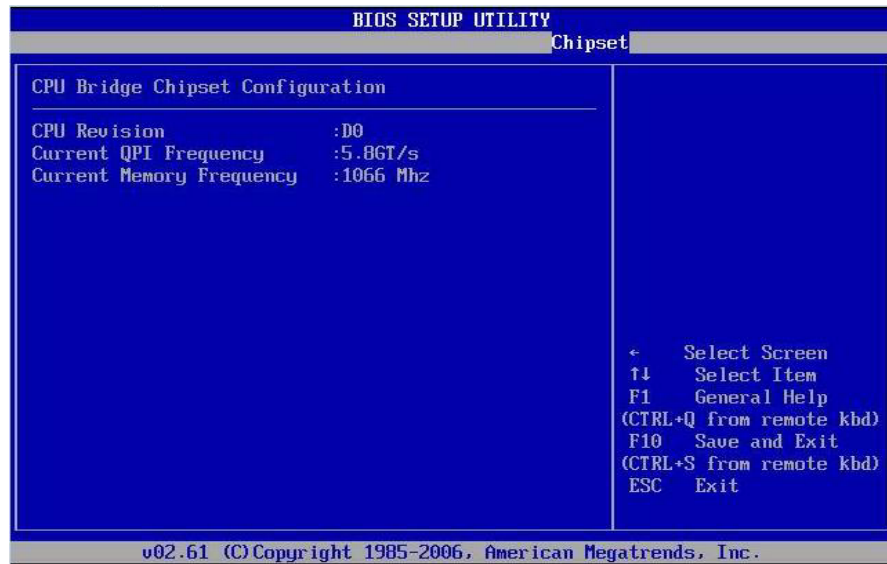 BIOS SETUP UTILITY
Chipset
CPU Bridge Chipset Configuration
CPU Revision :D0
Current QPI Frequency :5.8GT/s
Current Memory Frequency :1066 Mhz
← Select Screen
↑↓ Select Item
F1 General Help
(CTRL+Q from remote kbd)
F10 Save and Exit
(CTRL+S from remote kbd)
ESC Exit
v02.61 (C)Copyright 1985-2006, American Megatrends, Inc.